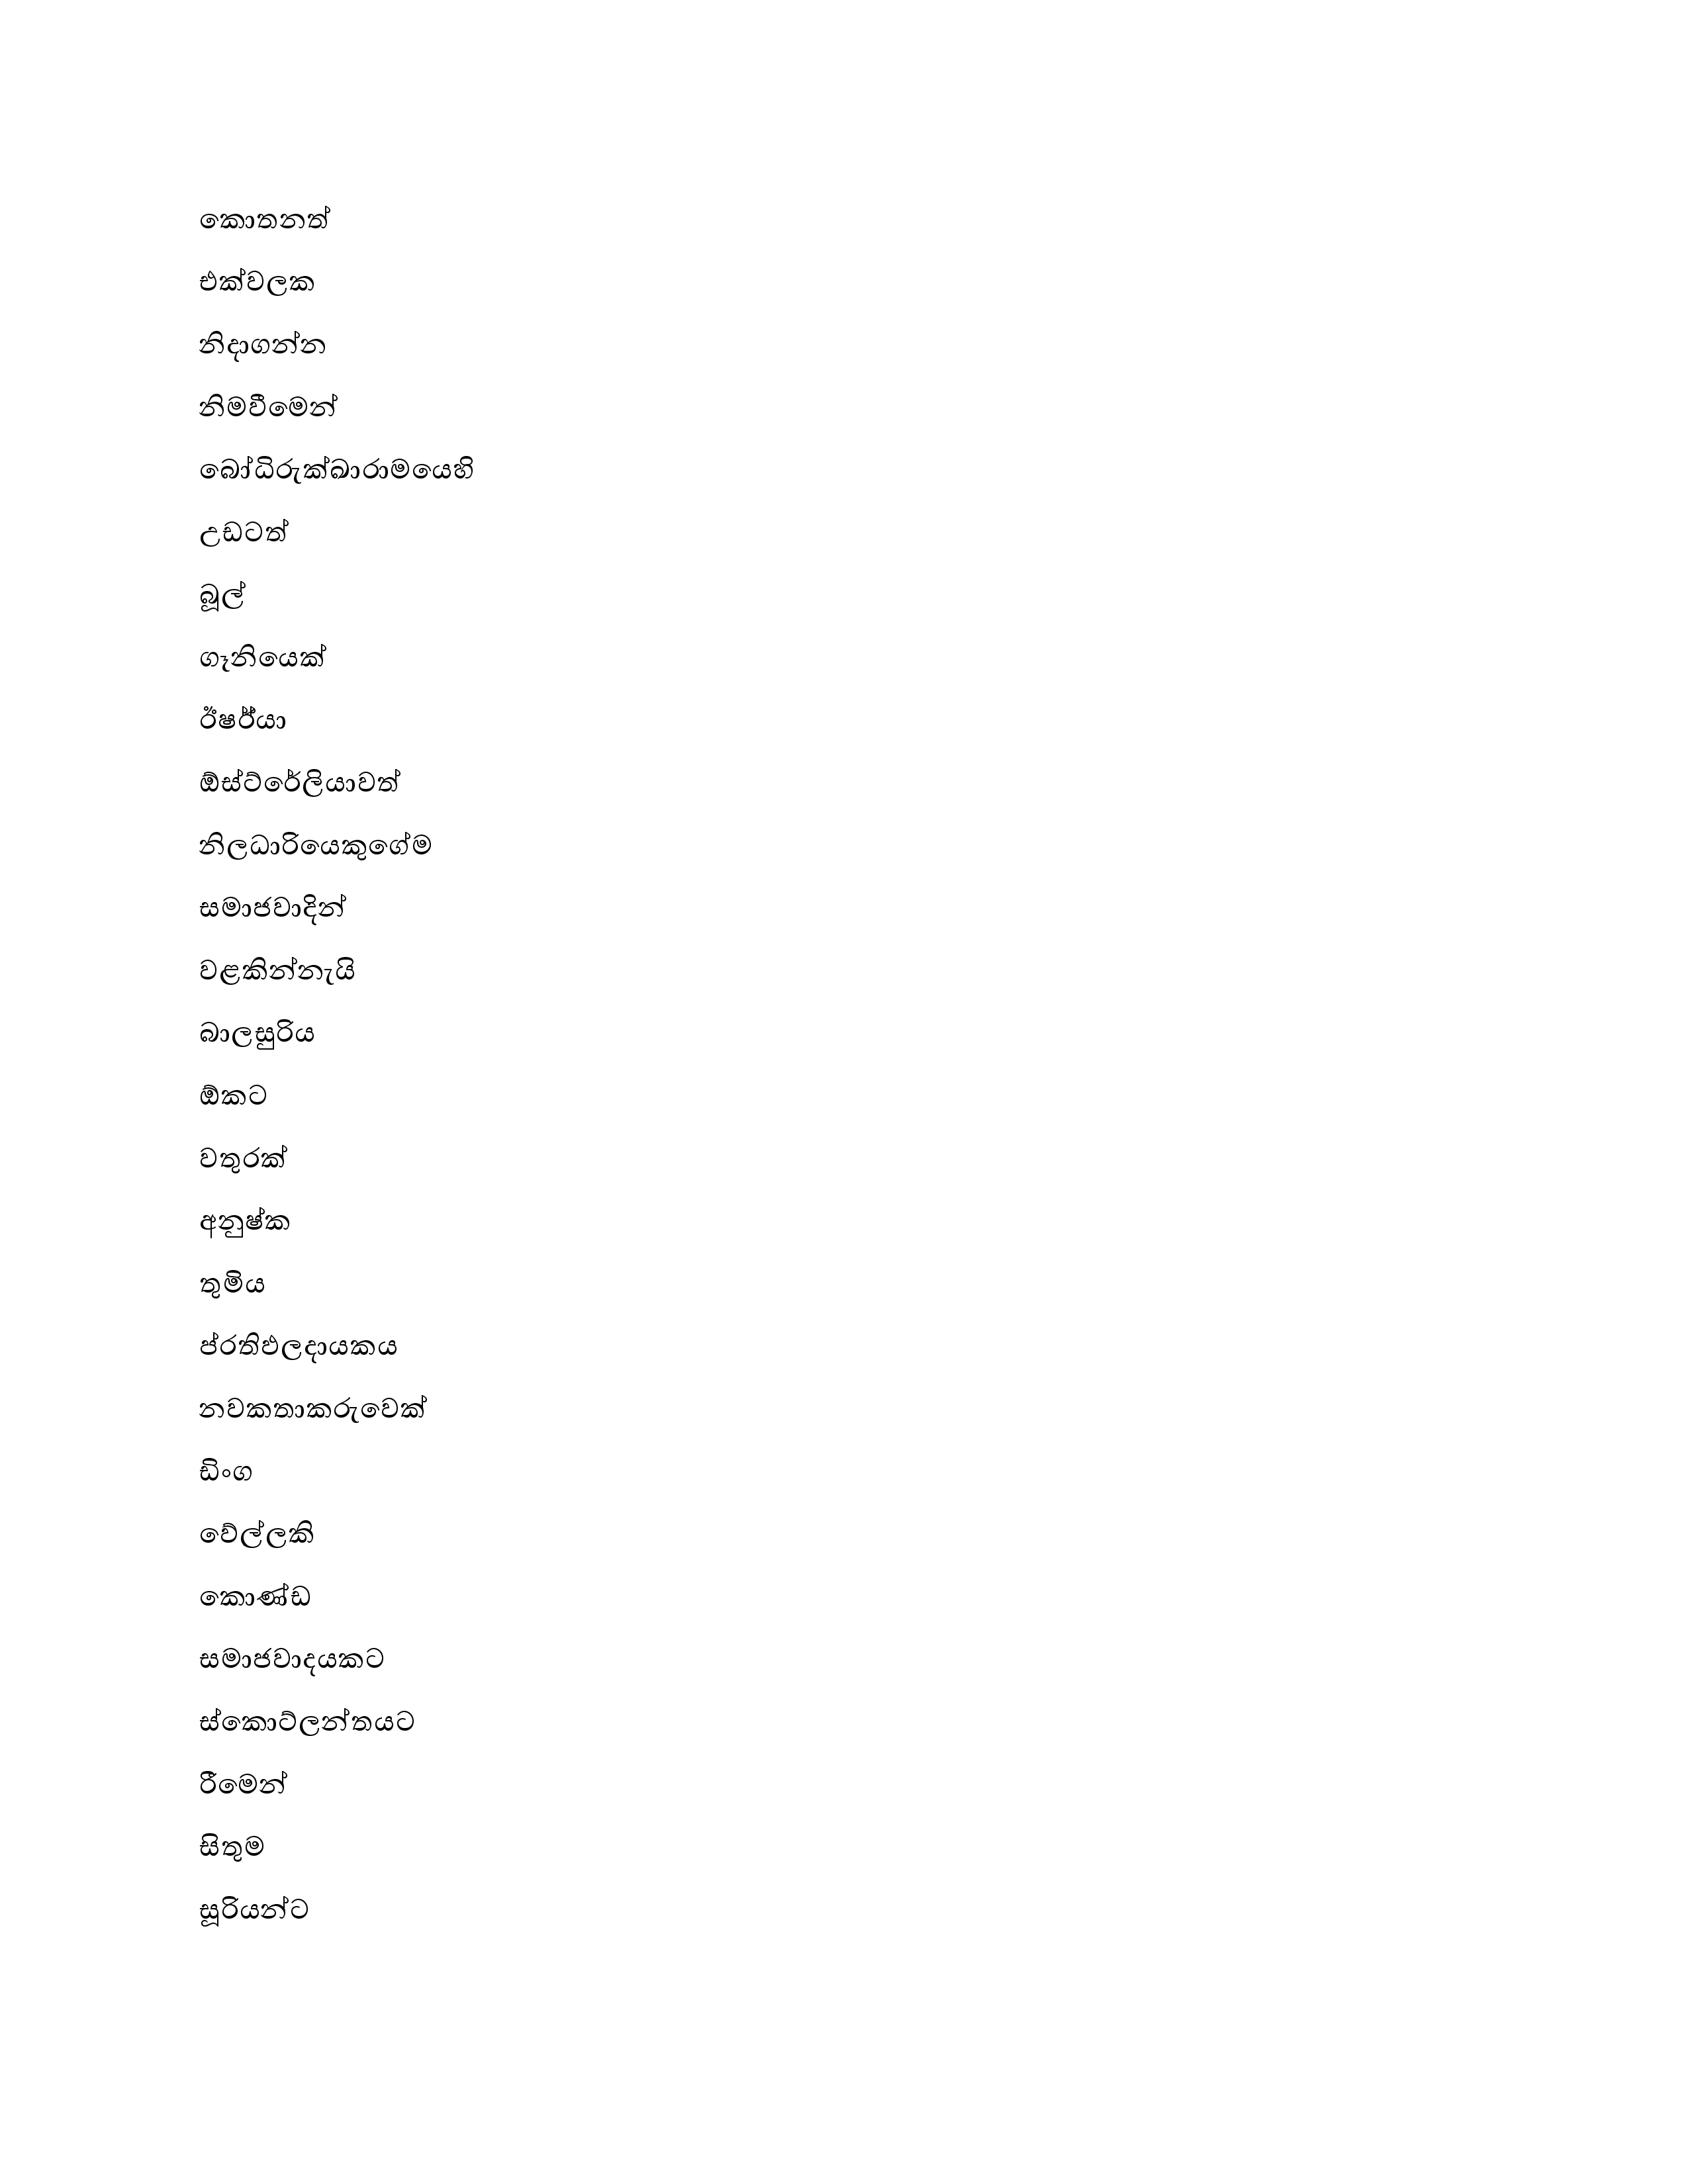 කොතනත්
එක්වලක
නිදාගන්න
නිමවීමෙන්
බෝධිරුක්ඛාරාමයෙහි
උඩටත්
බූල්
ගෑනියෙක්
ඊෂර්‍යා
ඕස්ට්රේලියාවත්
නිලධාරියෙකුගේම
සමාජවාදින්
වළකින්නැයි
බාලසුරිය
ඕකට
වතුරක්
අනුෂ්ක
තුමිය
ප්රතිඵලදායකය
නවකතාකරුවෙක්
ඩිංග
වේල්ලකි
කොණ්ඩ
සමාජවාදයකට
ස්කොට්ලන්තයට
රීමෙන්
සිතුම
සූරියන්ට